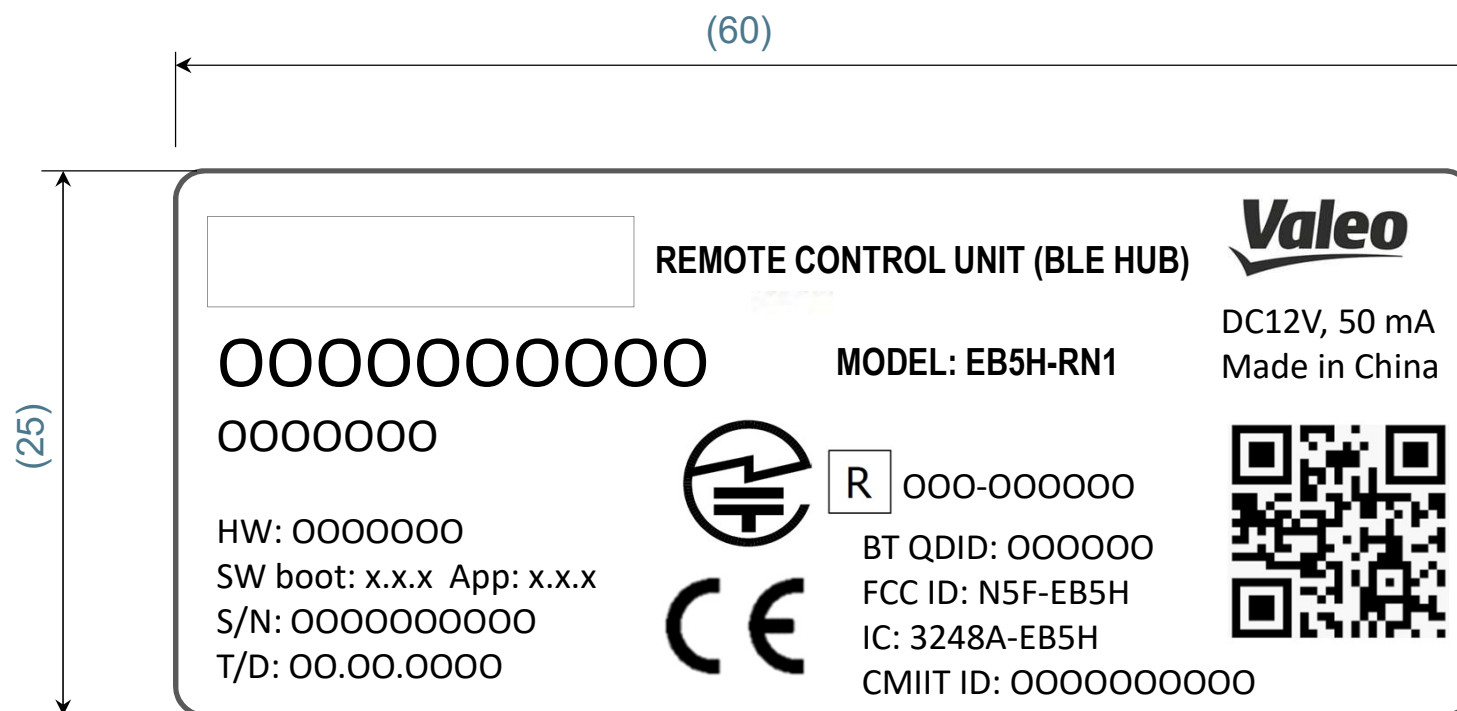 (60)
(25)
REMOTE CONTROL UNIT (BLE HUB)
Valeo
DC12V, 50 mA
Made in China
OOOOOOOOOO
MODEL: EB5H-RN1
OOOOOOO
R OOO-OOOOOO
HW: OOOOOOO
SW boot: x.x.x App: x.x.x
S/N: OOOOOOOOOO
T/D: OO.OO.OOOO
CE
BT QDID: OOOOOO
FCC ID: N5F-EB5H
IC: 3248A-EB5H
CMIIT ID: OOOOOOOOOO